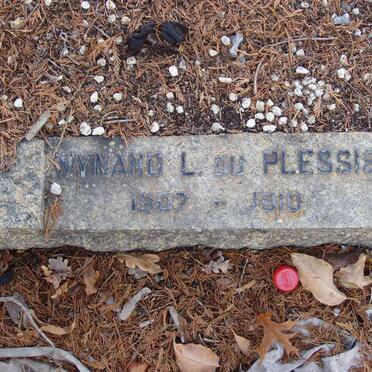 WYNAND L. DU PLESSIS
1907 - 1910